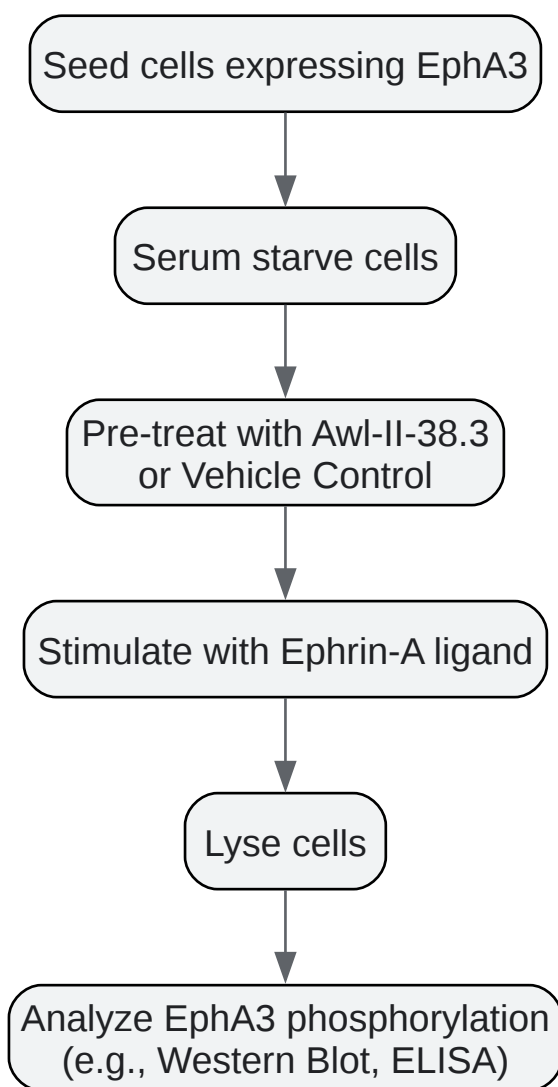 Seed cells expressing EphA3
Serum starve cells
Pre-treat with Awl-II-38.3
or Vehicle Control
Stimulate with Ephrin-A ligand
Lyse cells
Analyze EphA3 phosphorylation
(e.g., Western Blot, ELISA)